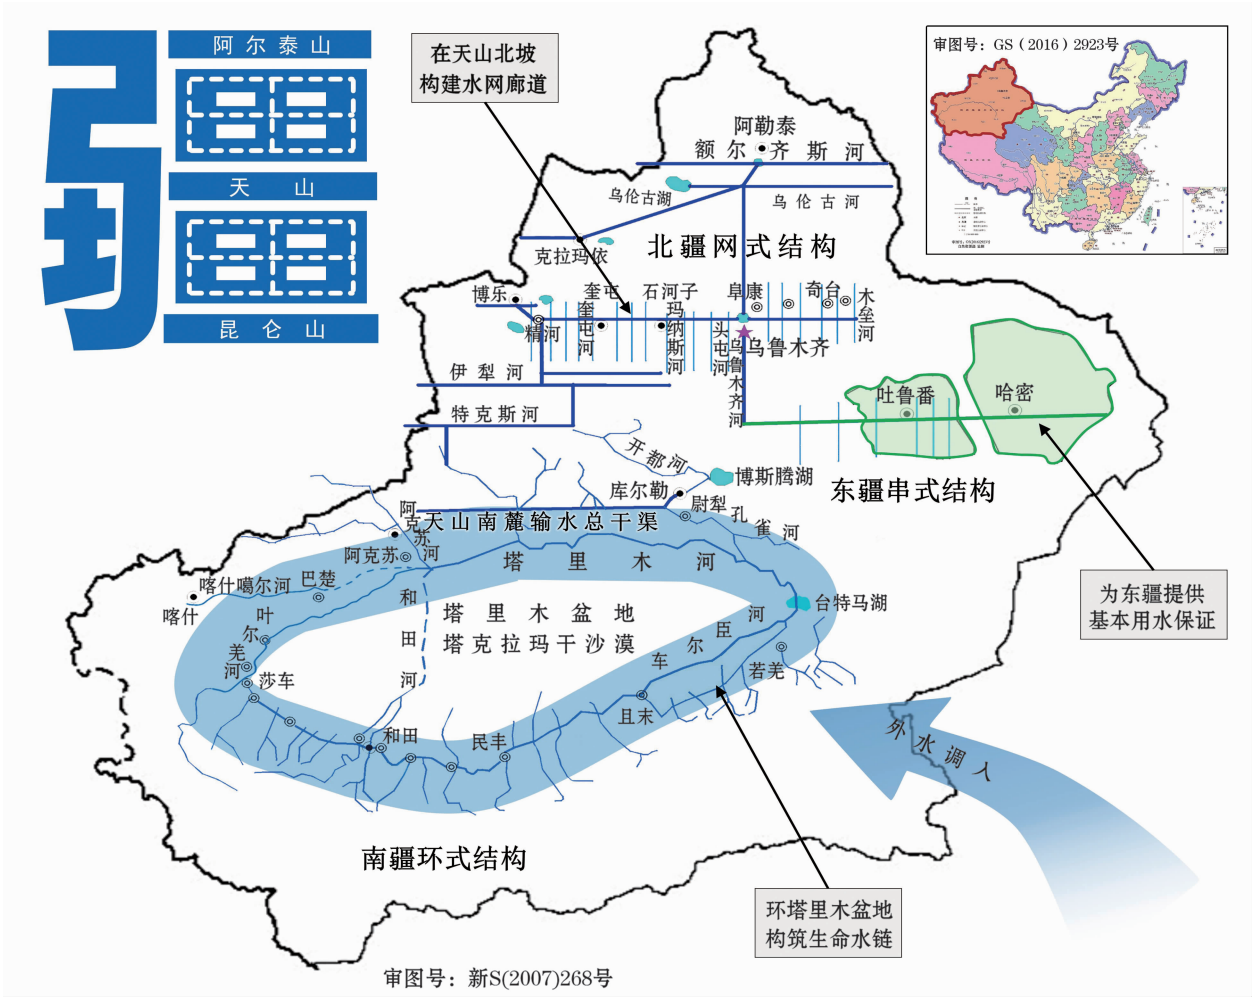 阿尔泰山
天山
昆仑山
在天山北坡
构建水网廊道
审图号：GS（2016）2923号
阿勒泰
额尔齐斯河
乌伦古湖
乌伦古河
克拉玛依
北疆网式结构
博乐
奎屯
石河子
阜康
奇台
木垒河
精河
奎屯河
玛纳斯河
头屯河
乌鲁木齐
乌鲁木齐河
伊犁河
特克斯河
吐鲁番
哈密
开都河
博斯腾湖
库尔勒
东疆串式结构
尉犁
孔雀河
阿克苏河
天山南麓输水总干渠
阿克苏
塔里木河
喀什噶尔河
巴楚
喀什
叶尔羌河
和田河
塔里木盆地
塔克拉玛干沙漠
台特马湖
车尔臣河
为东疆提供
基本用水保证
莎车
若羌
且末
和田
民丰
外水调入
南疆环式结构
环塔里木盆地
构筑生命水链
审图号：新S(2007)268号